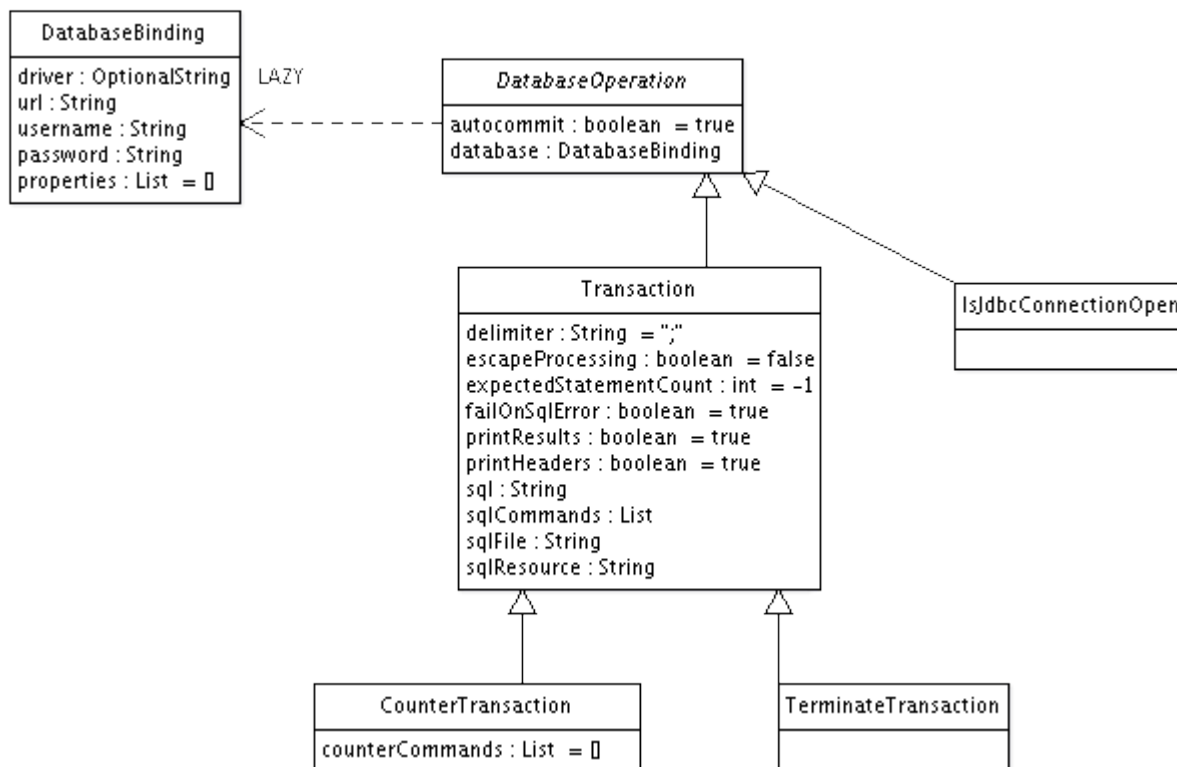 DatabaseBinding
driver : OptionalString
url : String
username : String
password : String
properties : List = []
LAZY
DatabaseOperation
autocommit : boolean = true
database : DatabaseBinding
Transaction
delimiter : String = ";"
escapeProcessing : boolean = false
expectedStatementCount : int = -1
failOnSqlError : boolean = true
printResults : boolean = true
printHeaders : boolean = true
sql : String
sqlCommands : List
sqlFile : String
sqlResource : String
IsJdbcConnectionOpen
CounterTransaction
counterCommands : List = []
TerminateTransaction